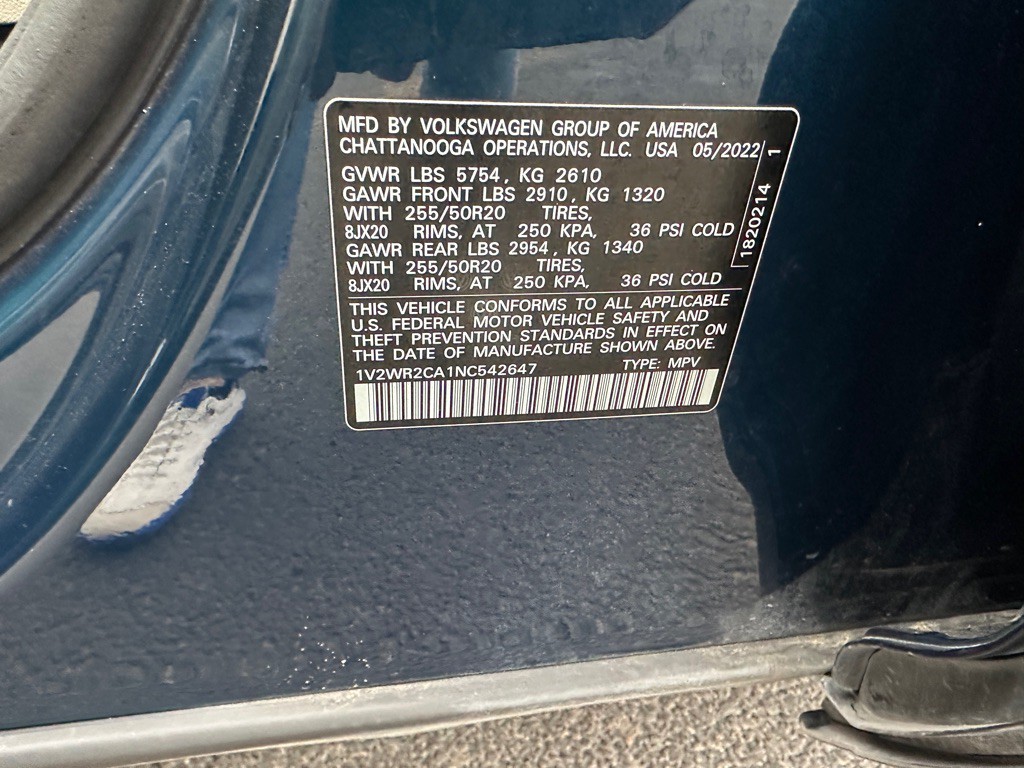 MFD BY VOLKSWAGEN GROUP OF AMERICA
CHATTANOOGA OPERATIONS, LLC. USA 05/2022
GVWR LBS 5754, KG 2610
GAWR FRONT LBS 2910, KG 1320
WITH 255/50R20 TIRES,
8JX20 RIMS, AT 250 KPA, 36 PSI COLD
GAWR REAR LBS 2954, KG 1340
WITH 255/50R20 TIRES,
8JX20 RIMS, AT 250 KPA, 36 PSI COLD
1820214 1
THIS VEHICLE CONFORMS TO ALL APPLICABLE
U.S. FEDERAL MOTOR VEHICLE SAFETY AND
THEFT PREVENTION STANDARDS IN EFFECT ON
THE DATE OF MANUFACTURE SHOWN ABOVE.
1V2WR2CA1NC542647 TYPE: MPV